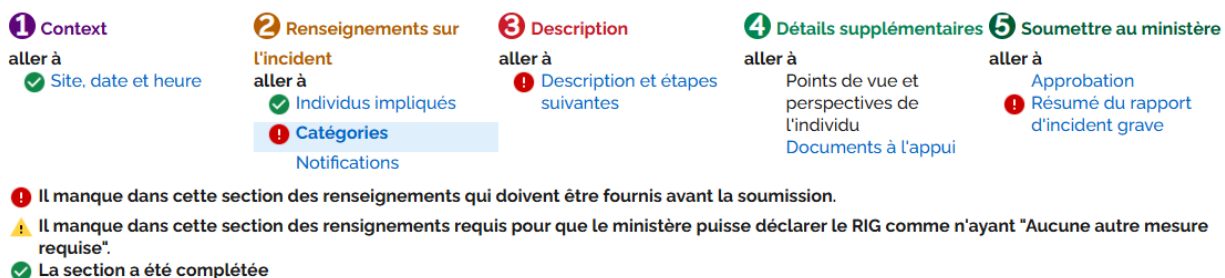 1 Context
aller à
Site, date et heure
2 Renseignements sur
l'incident
aller à
Individus impliqués
Catégories
Notifications
3 Description
aller à
Description et étapes
suivantes
4 Détails supplémentaires
aller à
Points de vue et
perspectives de
l'individu
Documents à l'appui
5 Soumettre au ministère
aller à
Approbation
Résumé du rapport
d'incident grave
Il manque dans cette section des renseignements qui doivent être fournis avant la soumission.
Il manque dans cette section des rensignements requis pour que le ministère puisse déclarer le RIG comme n'ayant "Aucune autre mesure
requise".
La section a été complétée